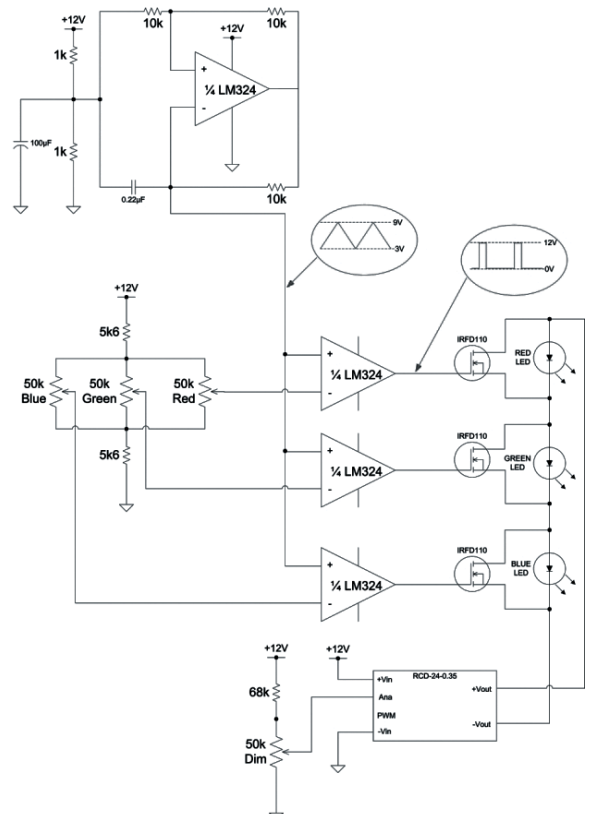 +12V
10k
10k
+12V
1k
+
¼ LM324
-
100µF
1k
0.22µF
10k
9V
3V
12V
0V
+12V
5k6
50k
Blue
50k
Green
50k
Red
5k6
+
¼ LM324
-
IRFD110
RED
LED
+
¼ LM324
-
IRFD110
GREEN
LED
+
¼ LM324
-
IRFD110
BLUE
LED
+12V
68k
50k
Dim
+12V
RCD-24-0.35
+Vin
Ana
PWM
-Vin
+Vout
-Vout